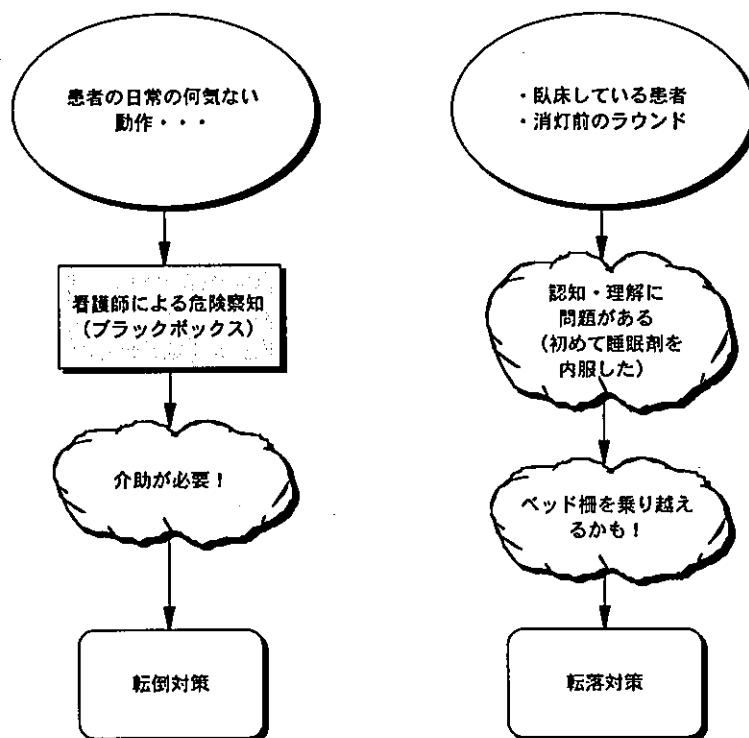 患者の日常の何気ない
動作・・・
看護師による危険察知
（ブラックボックス）
介助が必要！
転倒対策
・臥床している患者
・消灯前のラウンド
認知・理解に
問題がある
（初めて睡眠剤を
内服した）
ベッド柵を乗り越え
るかも！
転落対策